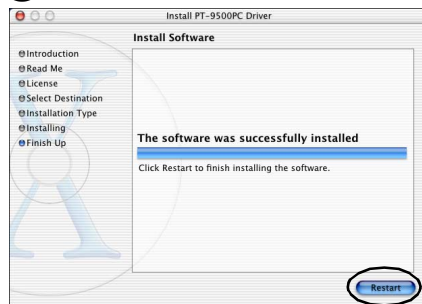 Install PT-9500PC Driver
Install Software
Introduction
Read Me
License
Select Destination
Installation Type
Installing
Finish Up
The software was successfully installed
Click Restart to finish installing the software.
Restart